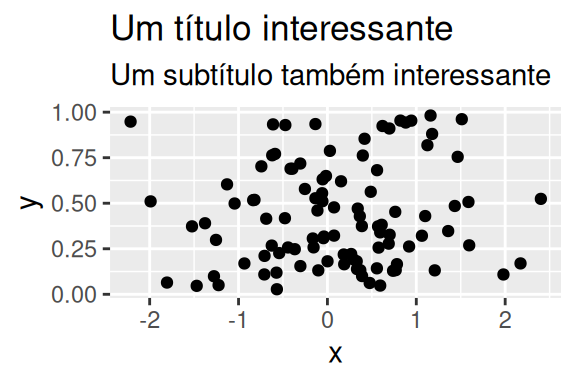 Um título interessante
Um subtítulo também interessante
1.00
0.75
0.50
0.25
0.00
y
-2 -1 0 1 2
x